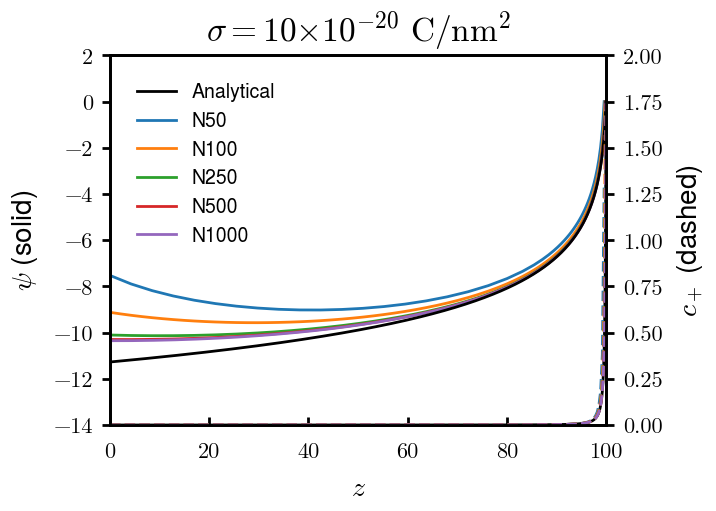 σ = 10×10⁻²⁰ C/nm²
2
0
−2
−4
−6
−8
−10
−12
−14
ψ (solid)
Analytical
N50
N100
N250
N500
N1000
2.00
1.75
1.50
1.25
1.00
0.75
0.50
0.25
0.00
c₊ (dashed)
0 20 40 60 80 100
z